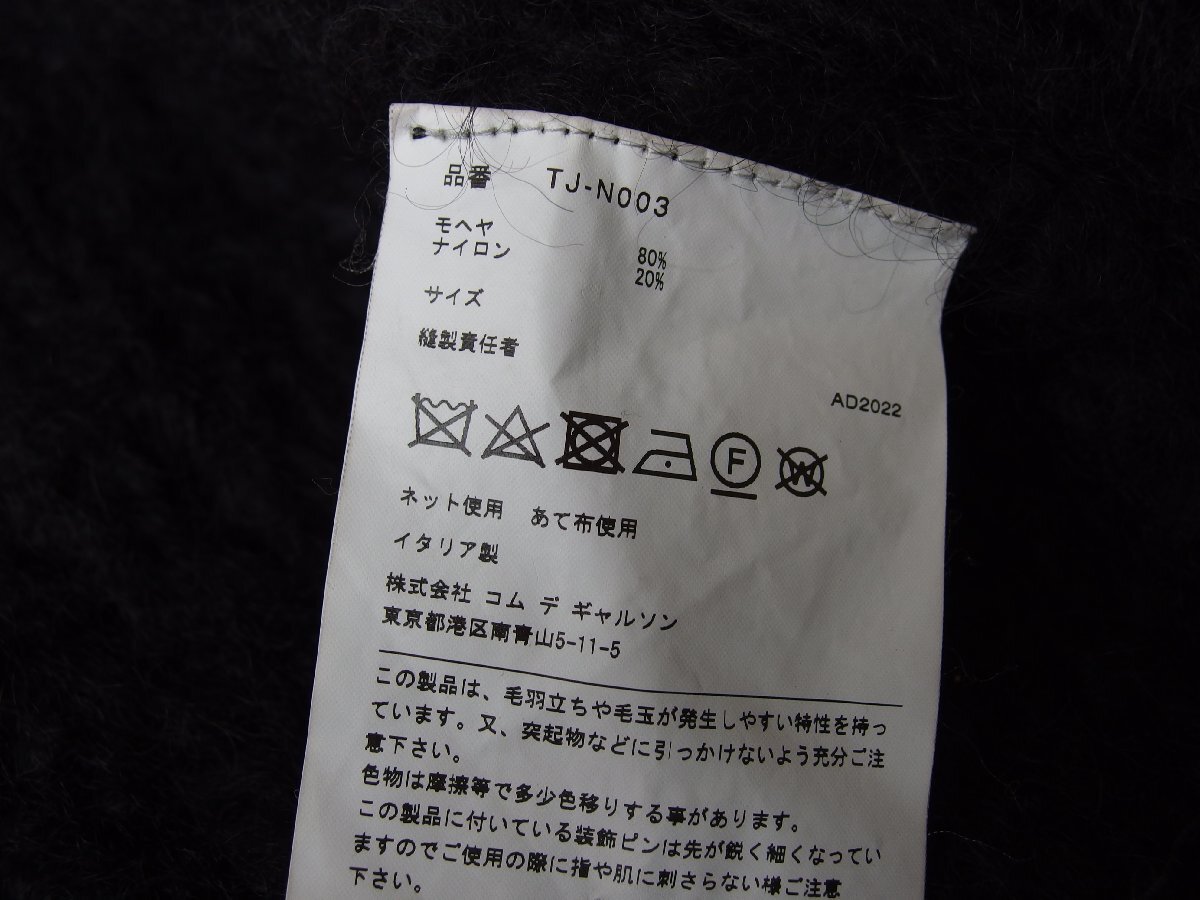 品番 TJ-N003
モヘヤ 80%
ナイロン 20%
サイズ
縫製責任者
AD2022
F W
ネット使用 あて布使用
イタリア製
株式会社 コム デ ギャルソン
東京都港区南青山5-11-5
この製品は、毛羽立ちや毛玉が発生しやすい特性を持っ
ています。又、突起物などに引っかけないよう充分ご注
意下さい。
色物は摩擦等で多少色移りする事があります。
この製品に付いている装飾ピンは先が鋭く細くなってい
ますのでご使用の際に指や肌に刺さらない様ご注意
下さい。